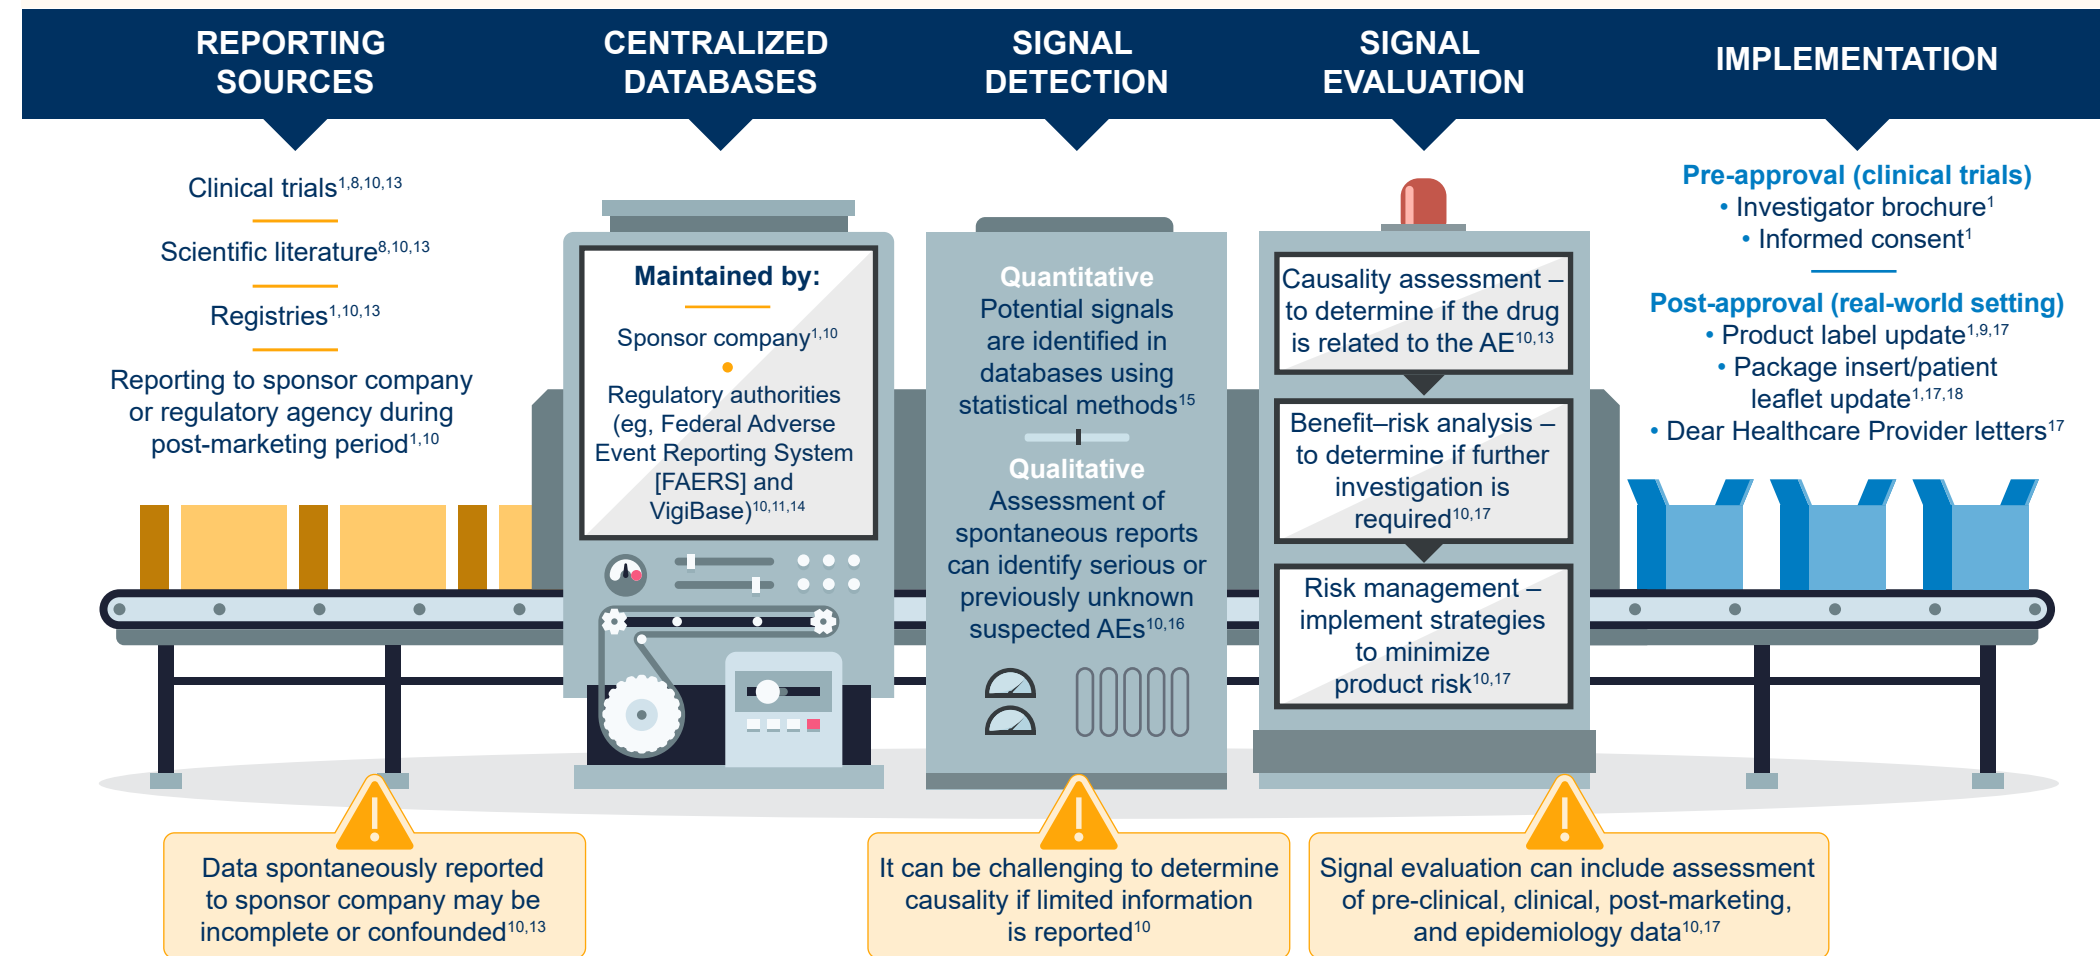 REPORTING
SOURCES
Clinical trials1,8,10,13
Scientific literature8,10,13
Registries1,10,13
Reporting to sponsor company
or regulatory agency during
post-marketing period1,10
Data spontaneously reported
to sponsor company may be
incomplete or confounded10,13
CENTRALIZED
DATABASES
Maintained by:
Sponsor company1,10
Regulatory authorities
(eg, Federal Adverse
Event Reporting System
[FAERS] and
VigiBase)10,11,14
SIGNAL
DETECTION
Quantitative
Potential signals
are identified in
databases using
statistical methods15
Qualitative
Assessment of
spontaneous reports
can identify serious or
previously unknown
suspected AEs10,16
It can be challenging to determine
causality if limited information
is reported10
SIGNAL
EVALUATION
Causality assessment –
to determine if the drug
is related to the AE10,13
Benefit–risk analysis –
to determine if further
investigation is
required10,17
Risk management –
implement strategies
to minimize
product risk10,17
Signal evaluation can include assessment
of pre-clinical, clinical, post-marketing,
and epidemiology data10,17
IMPLEMENTATION
Pre-approval (clinical trials)
• Investigator brochure1
• Informed consent1
Post-approval (real-world setting)
• Product label update1,9,17
• Package insert/patient
leaflet update1,17,18
• Dear Healthcare Provider letters17